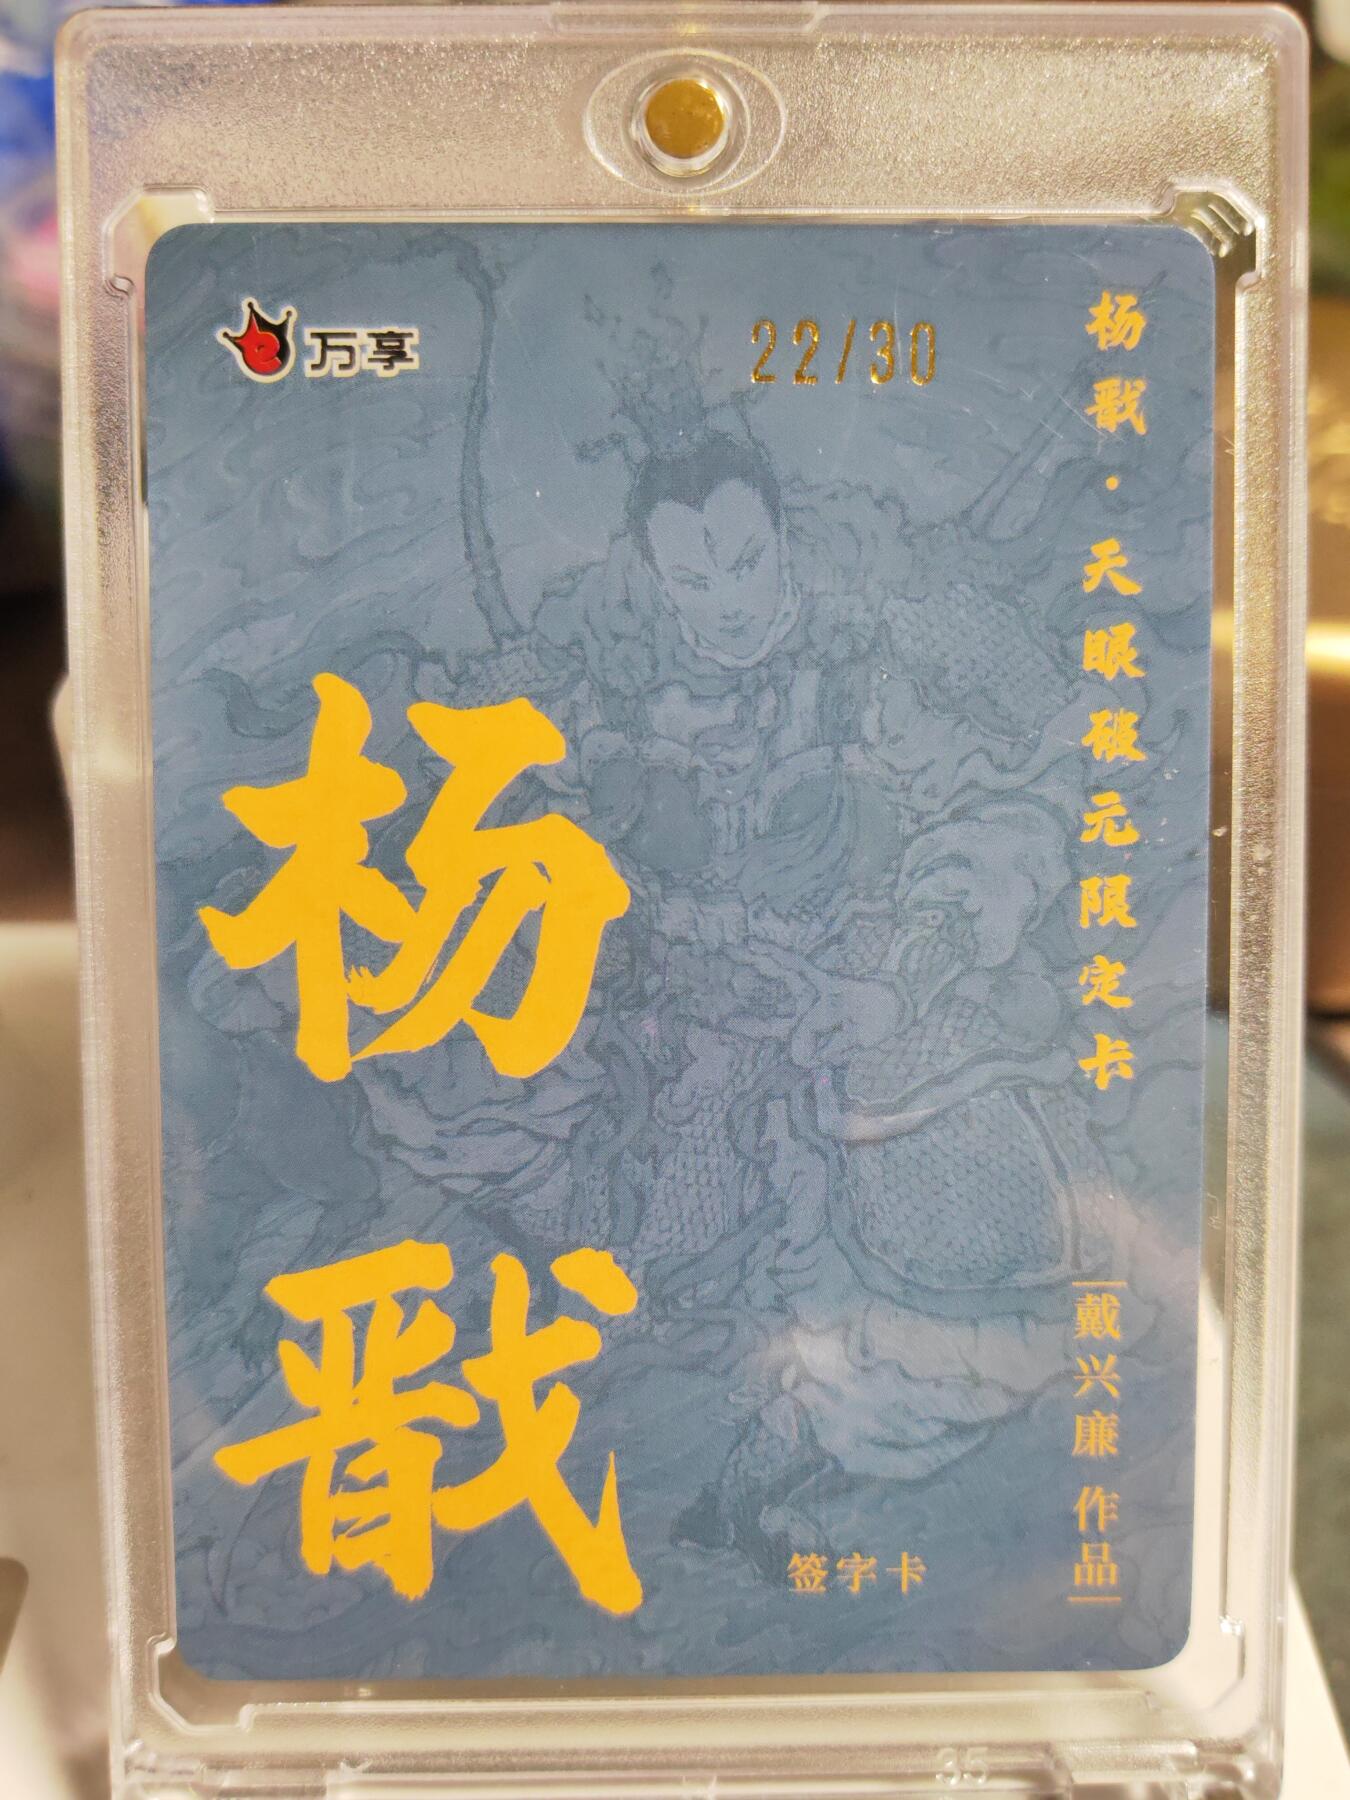 万享
22/30
杨戬·天眼破元限定卡
杨戬
戴兴廉 作品
签字卡
35